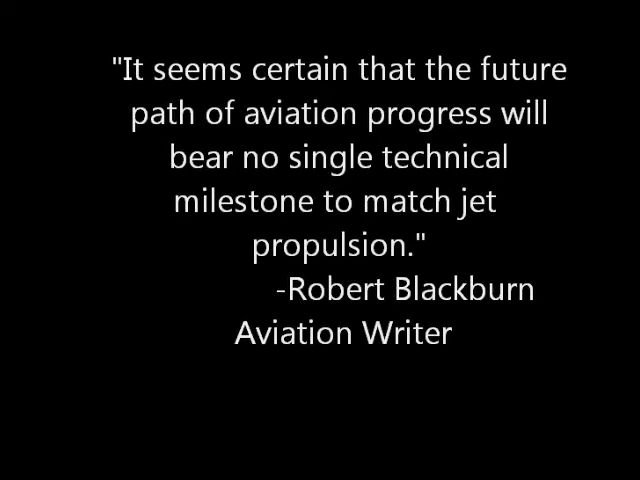 "It seems certain that the future
path of aviation progress will
bear no single technical
milestone to match jet
propulsion."
-Robert Blackburn
Aviation Writer